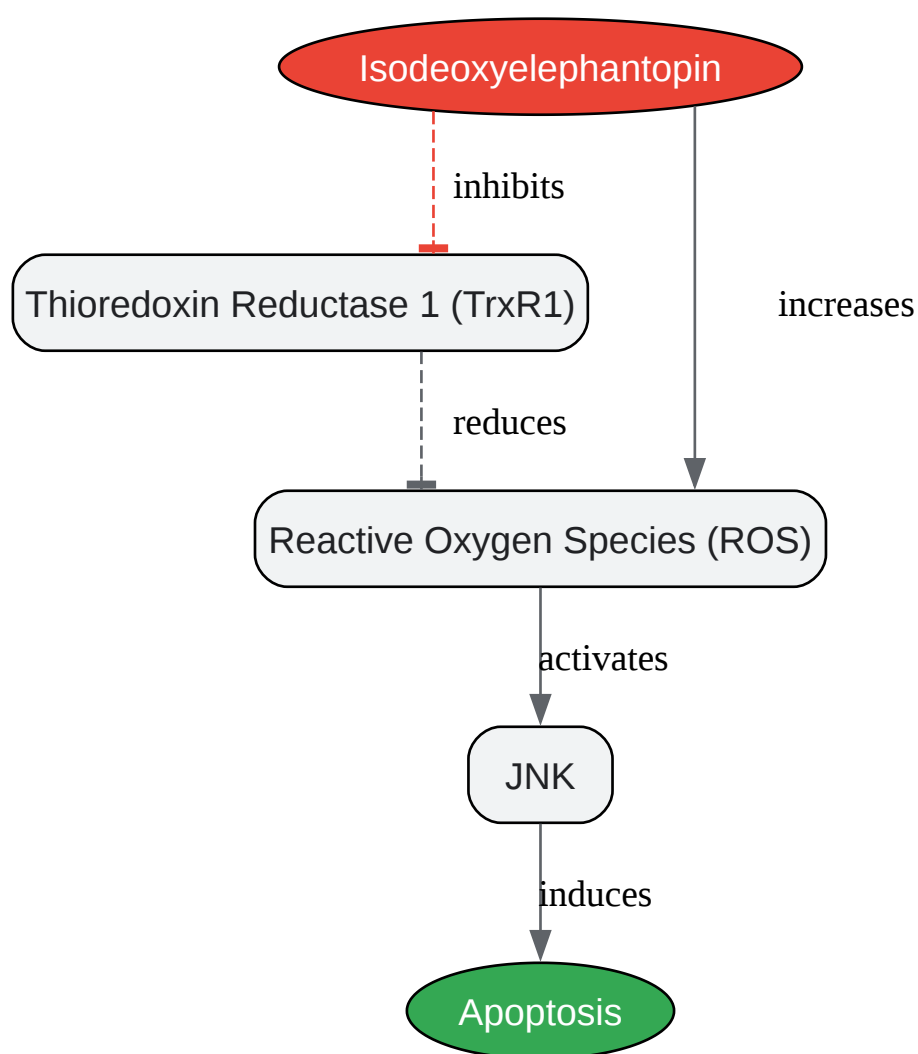 Isodeoxyelephantopin
inhibits
Thioredoxin Reductase 1 (TrxR1)
increases
reduces
Reactive Oxygen Species (ROS)
activates
JNK
induces
Apoptosis